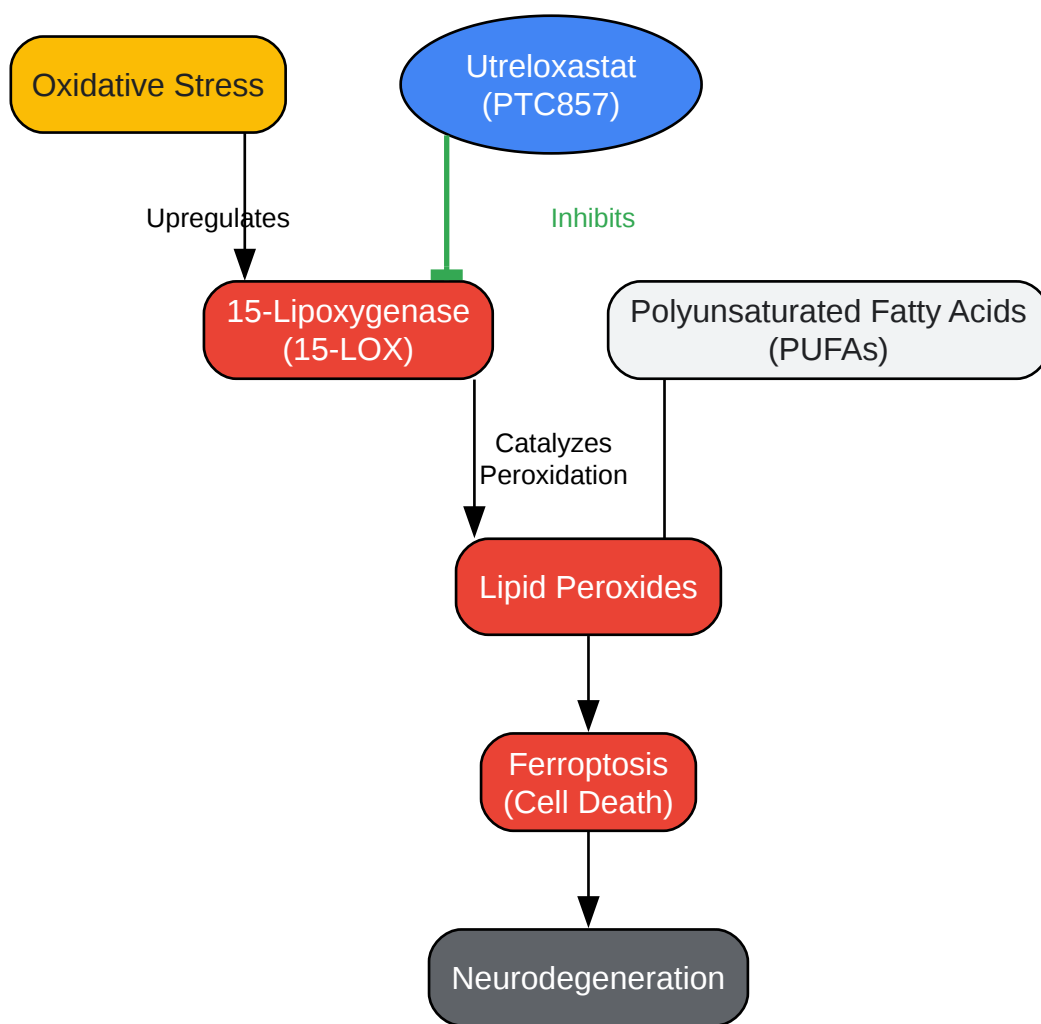 Oxidative Stress
Utreloxastat
(PTC857)
Upregulates
Inhibits
15-Lipoxygenase
(15-LOX)
Polyunsaturated Fatty Acids
(PUFAs)
Catalyzes
Peroxidation
Lipid Peroxides
Ferroptosis
(Cell Death)
Neurodegeneration